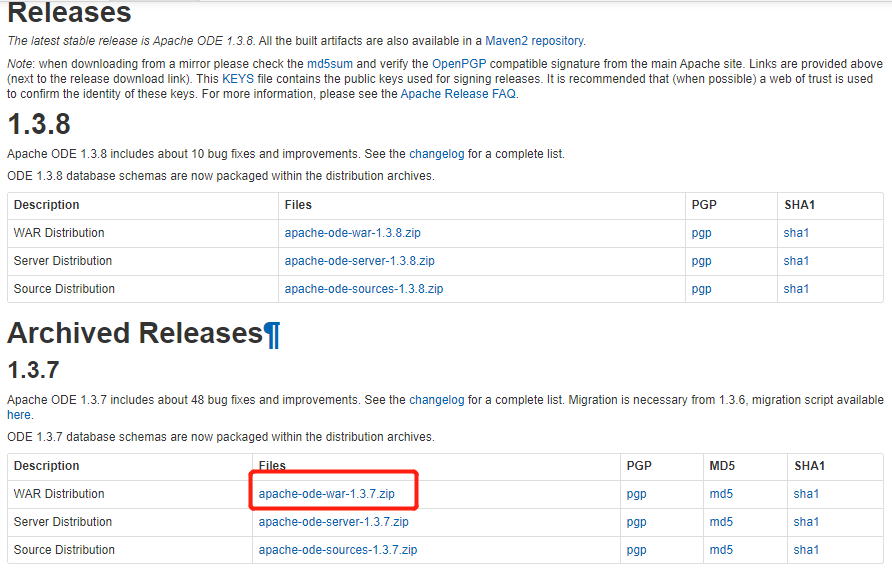 Releases
The latest stable release is Apache ODE 1.3.8. All the built artifacts are also available in a Maven2 repository.
Note: when downloading from a mirror please check the md5sum and verify the OpenPGP compatible signature from the main Apache site. Links are provided above
(next to the release download link). This KEYS file contains the public keys used for signing releases. It is recommended that (when possible) a web of trust is used
to confirm the identity of these keys. For more information, please see the Apache Release FAQ.
1.3.8
Apache ODE 1.3.8 includes about 10 bug fixes and improvements. See the changelog for a complete list.
ODE 1.3.8 database schemas are now packaged within the distribution archives.
Description Files PGP SHA1
WAR Distribution apache-ode-war-1.3.8.zip pgp sha1
Server Distribution apache-ode-server-1.3.8.zip pgp sha1
Source Distribution apache-ode-sources-1.3.8.zip pgp sha1
Archived Releases¶
1.3.7
Apache ODE 1.3.7 includes about 48 bug fixes and improvements. See the changelog for a complete list. Migration is necessary from 1.3.6, migration script available
here.
ODE 1.3.7 database schemas are now packaged within the distribution archives.
Description Files PGP MD5 SHA1
WAR Distribution apache-ode-war-1.3.7.zip pgp md5 sha1
Server Distribution apache-ode-server-1.3.7.zip pgp md5 sha1
Source Distribution apache-ode-sources-1.3.7.zip pgp md5 sha1